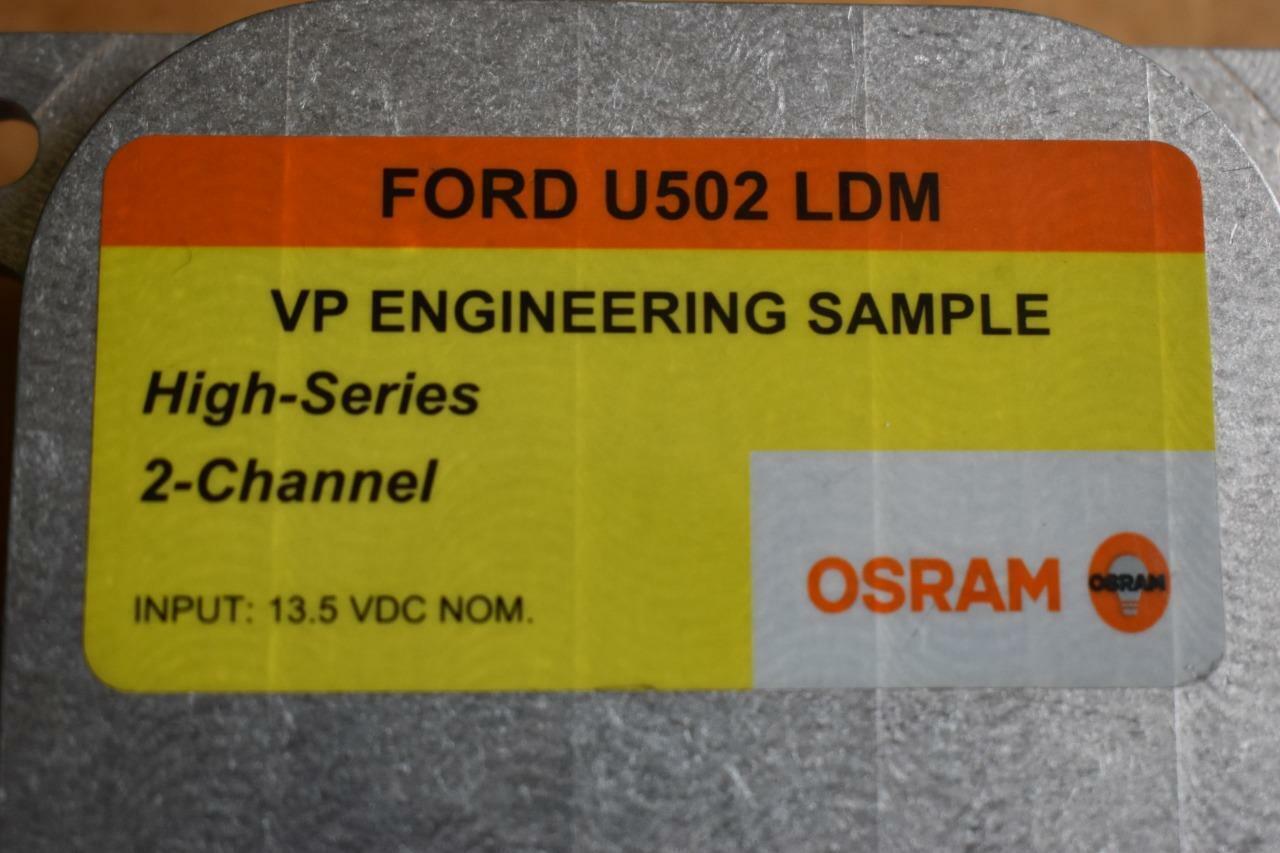 FORD U502 LDM
VP ENGINEERING SAMPLE
High-Series
2-Channel
INPUT: 13.5 VDC NOM.
OSRAM
OSRAM